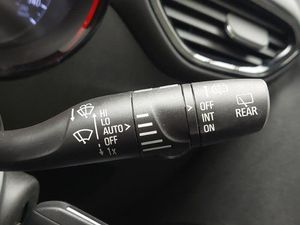 HI
LO
AUTO
OFF
1x
OFF
INT
ON
REAR